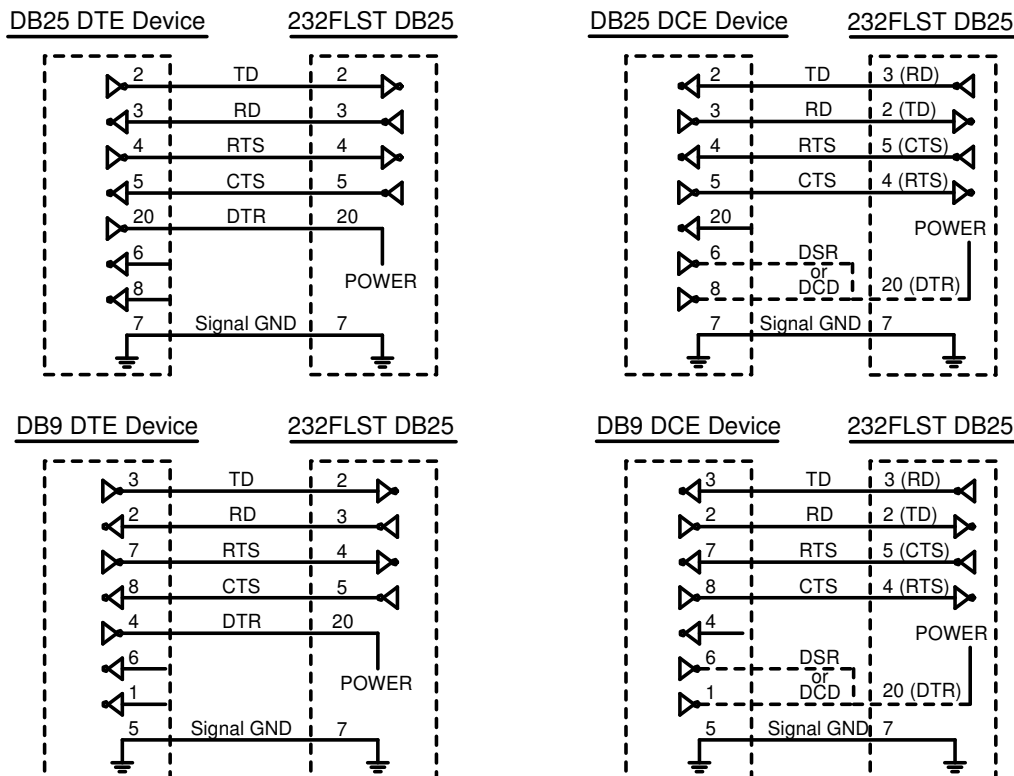 DB25 DTE Device 232FLST DB25
2 TD 2
3 RD 3
4 RTS 4
5 CTS 5
20 DTR 20
6
8
POWER
7 Signal GND 7
DB25 DCE Device 232FLST DB25
2 TD 3 (RD)
3 RD 2 (TD)
4 RTS 5 (CTS)
5 CTS 4 (RTS)
20
POWER
6 DSR
or
8 DCD 20 (DTR)
7 Signal GND 7
DB9 DTE Device 232FLST DB25
3 TD 2
2 RD 3
7 RTS 4
8 CTS 5
4 DTR 20
6
POWER
1
5 Signal GND 7
DB9 DCE Device 232FLST DB25
3 TD 3 (RD)
2 RD 2 (TD)
7 RTS 5 (CTS)
8 CTS 4 (RTS)
4
POWER
6 DSR
or
1 DCD 20 (DTR)
5 Signal GND 7